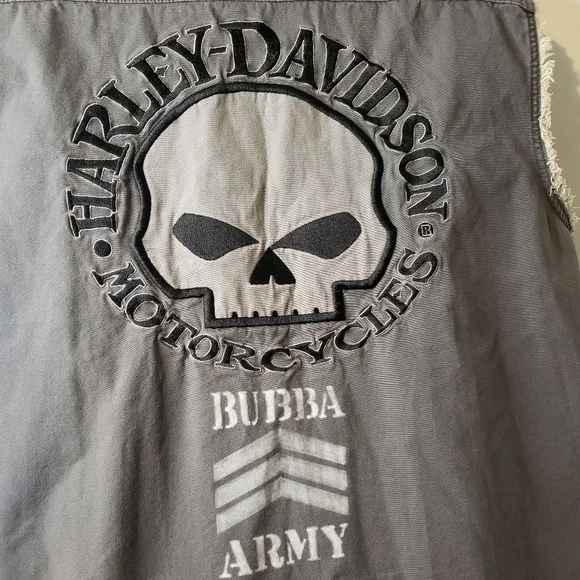 HARLEY-DAVIDSON ®
• MOTORCYCLES •
BUBBA
ARMY